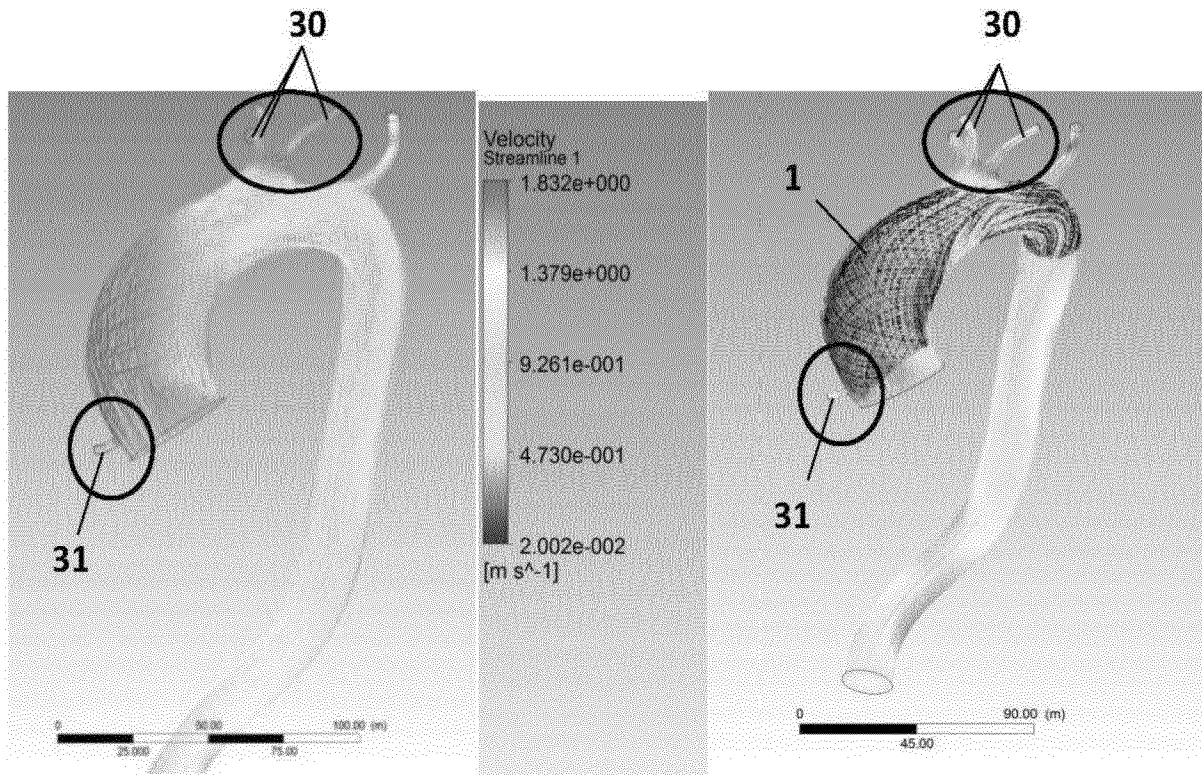 30
30
Velocity
Streamline 1
1.832e+000
1
1.379e+000
9.261e-001
4.730e-001
31
31
2.002e-002
[m s^-1]
0 50.00 100.00 (m)
25.000 75.00
0 90.00 (m)
45.00